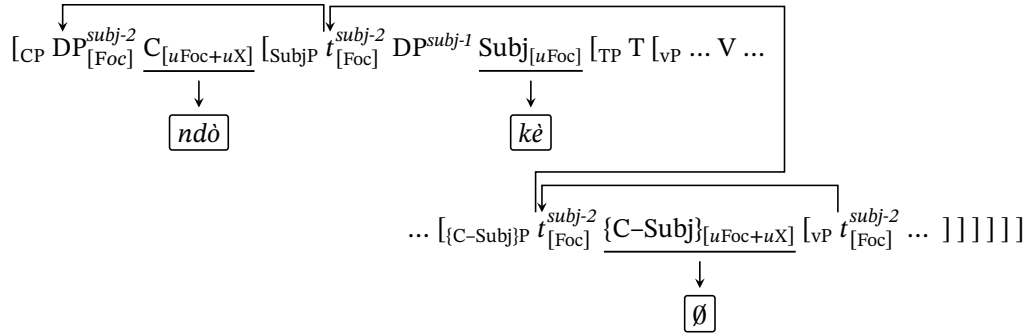 [CP DP^subj-2_[Foc] C_[uFoc+uX] [SubjP t^subj-2_[Foc] DP^subj-1 Subj_[uFoc] [TP T [vP ... V ...
ndò kè
... [{C–Subj}P t^subj-2_[Foc] {C–Subj}_[uFoc+uX] [vP t^subj-2_[Foc] ... ] ] ] ] ] ]
Ø